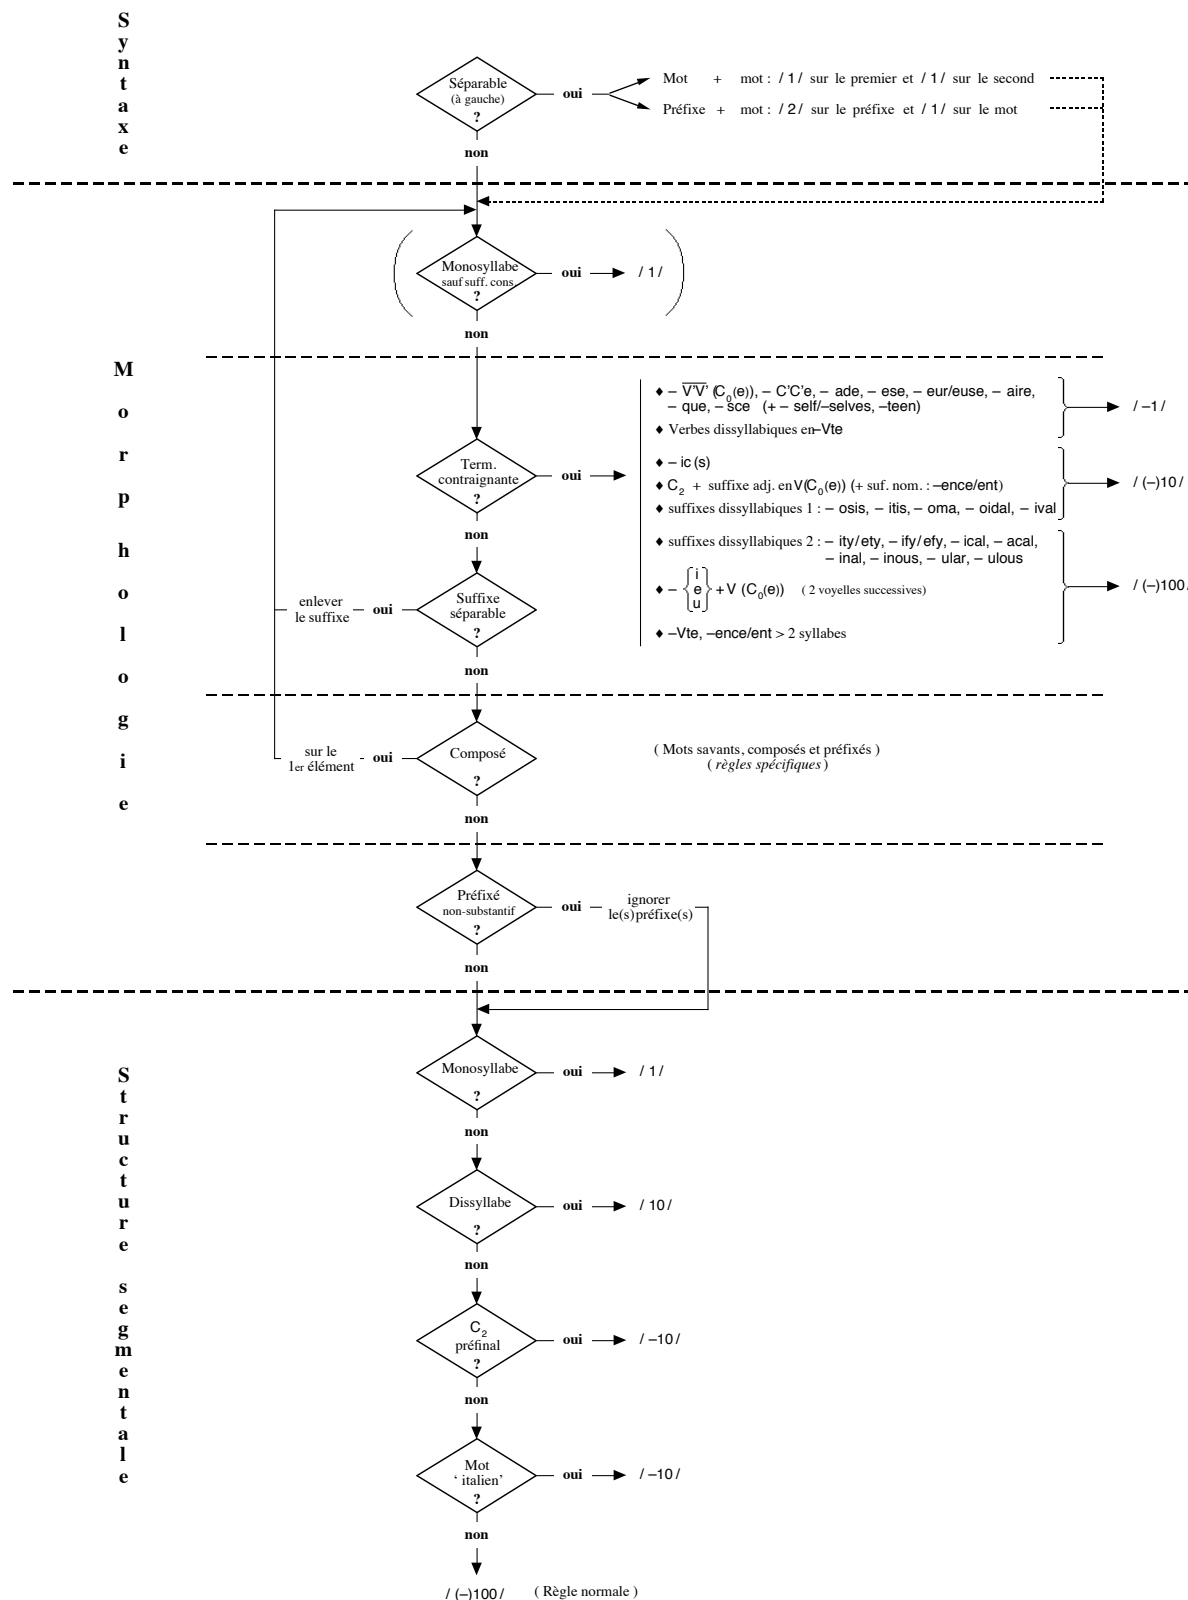 Syntaxe
Séparable
(à gauche)
?
oui
Mot + mot : / 1 / sur le premier et / 1 / sur le second
Préfixe + mot : / 2 / sur le préfixe et / 1 / sur le mot
non
Morphologie
Monosyllabe
sauf suff. cons.
?
oui
/ 1 /
non
Term.
contraignante
?
oui
♦ – V'V' (C0(e)), – C'C'e, – ade, – ese, – eur/euse, – aire,
– que, – sce (+ – self/–selves, –teen)
♦ Verbes dissyllabiques en –Vte
/ –1 /
♦ – ic (s)
♦ C2 + suffixe adj. en V(C0(e)) (+ suf. nom. : –ence/ent)
♦ suffixes dissyllabiques 1 : – osis, – itis, – oma, – oidal, – ival
/ (–)10 /
♦ suffixes dissyllabiques 2 : – ity/ety, – ify/efy, – ical, – acal,
– inal, – inous, – ular, – ulous
♦ – { i e u } + V (C0(e)) ( 2 voyelles successives)
♦ –Vte, –ence/ent > 2 syllabes
/ (–)100 /
non
Suffixe
séparable
?
oui
enlever
le suffixe
non
Composé
?
oui
sur le
1er élément
( Mots savants, composés et préfixés )
( règles spécifiques )
non
Préfixé
non-substantif
?
oui
ignorer
le(s)préfixe(s)
non
Structure segmentale
Monosyllabe
?
oui
/ 1 /
non
Dissyllabe
?
oui
/ 10 /
non
C2
préfinal
?
oui
/ –10 /
non
Mot
‘ italien’
?
oui
/ –10 /
non
/ (–)100 / ( Règle normale )